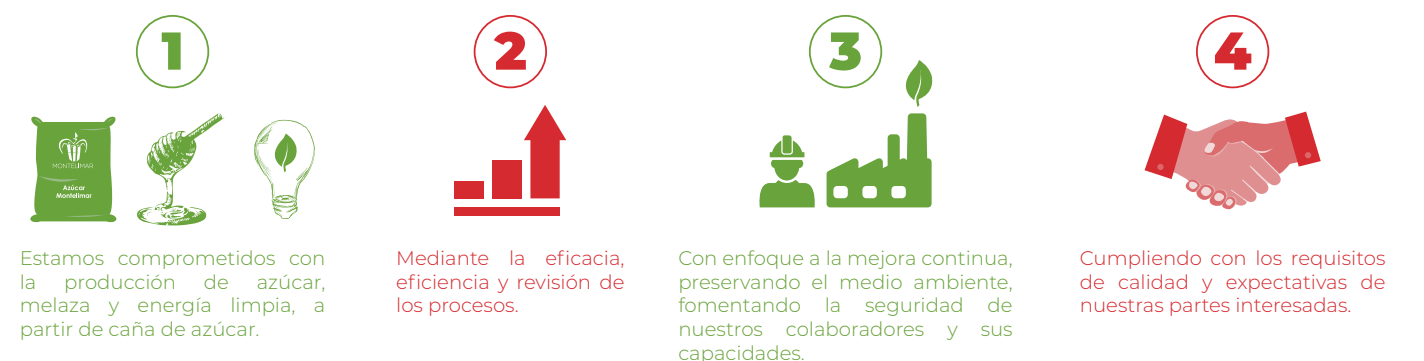 1
MONTELIMAR
Azúcar
Montelimar
Estamos comprometidos con
la producción de azúcar,
melaza y energía limpia, a
partir de caña de azúcar.
2
Mediante la eficacia,
eficiencia y revisión de
los procesos.
3
Con enfoque a la mejora continua,
preservando el medio ambiente,
fomentando la seguridad de
nuestros colaboradores y sus
capacidades.
4
Cumpliendo con los requisitos
de calidad y expectativas de
nuestras partes interesadas.